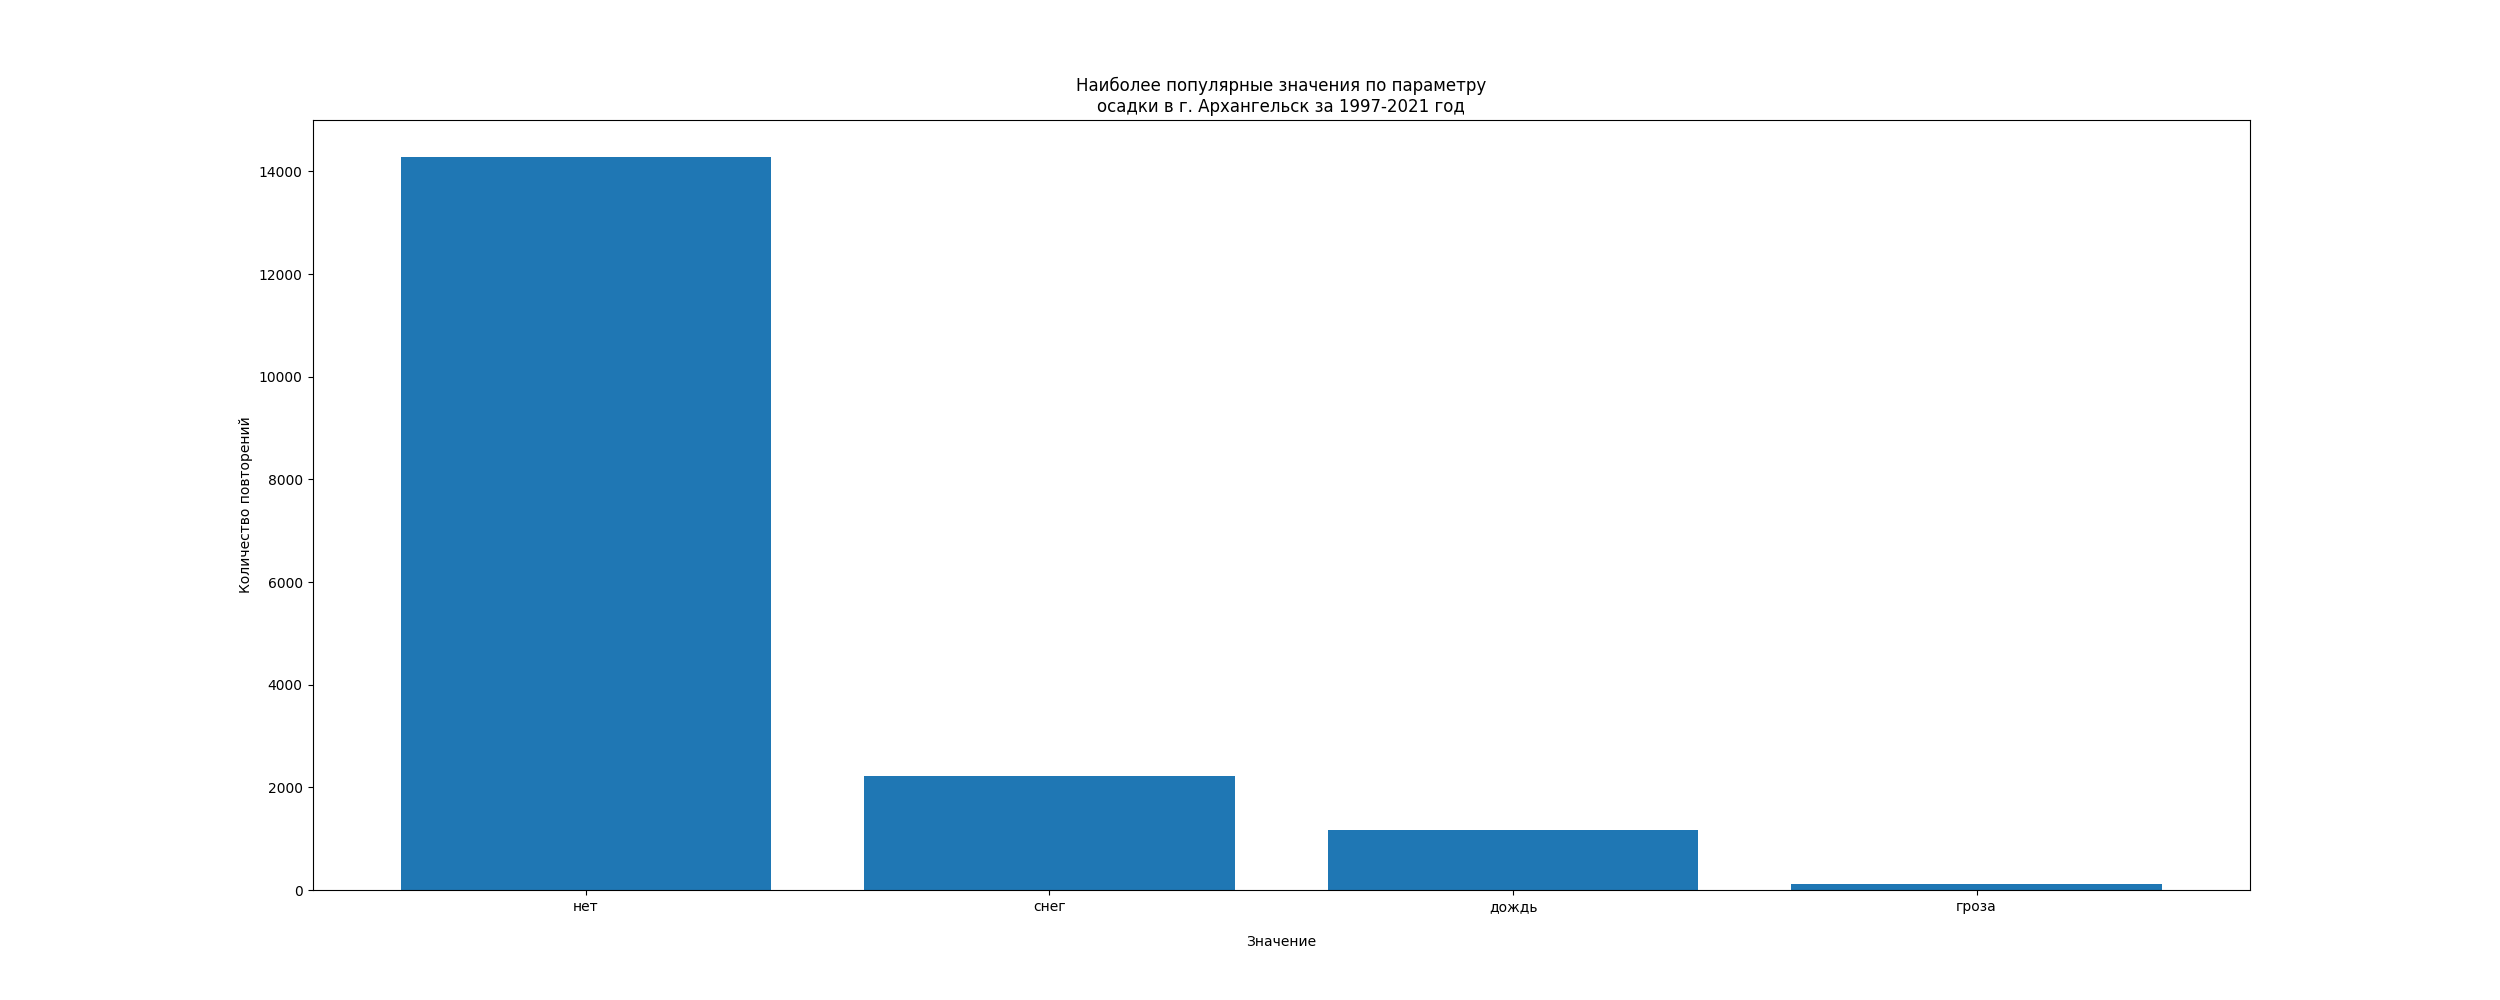 Наиболее популярные значения по параметру
осадки в г. Архангельск за 1997-2021 год
Количество повторений
14000
12000
10000
8000
6000
4000
2000
0
нет
снег
дождь
гроза
Значение